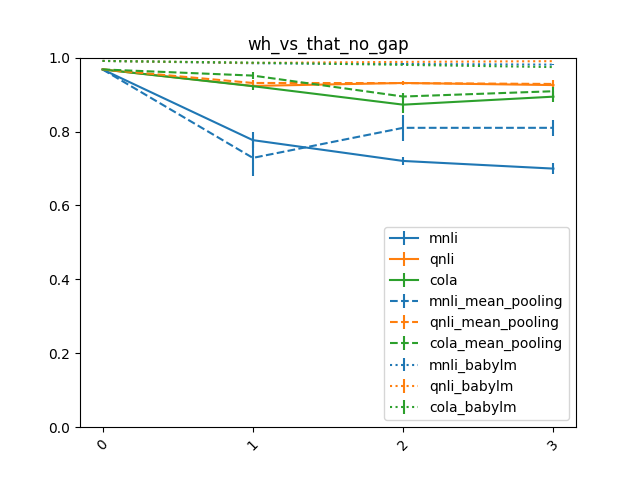 wh_vs_that_no_gap
1.0
0.8
0.6
0.4
0.2
0.0
0
1
2
3
mnli
qnli
cola
mnli_mean_pooling
qnli_mean_pooling
cola_mean_pooling
mnli_babylm
qnli_babylm
cola_babylm